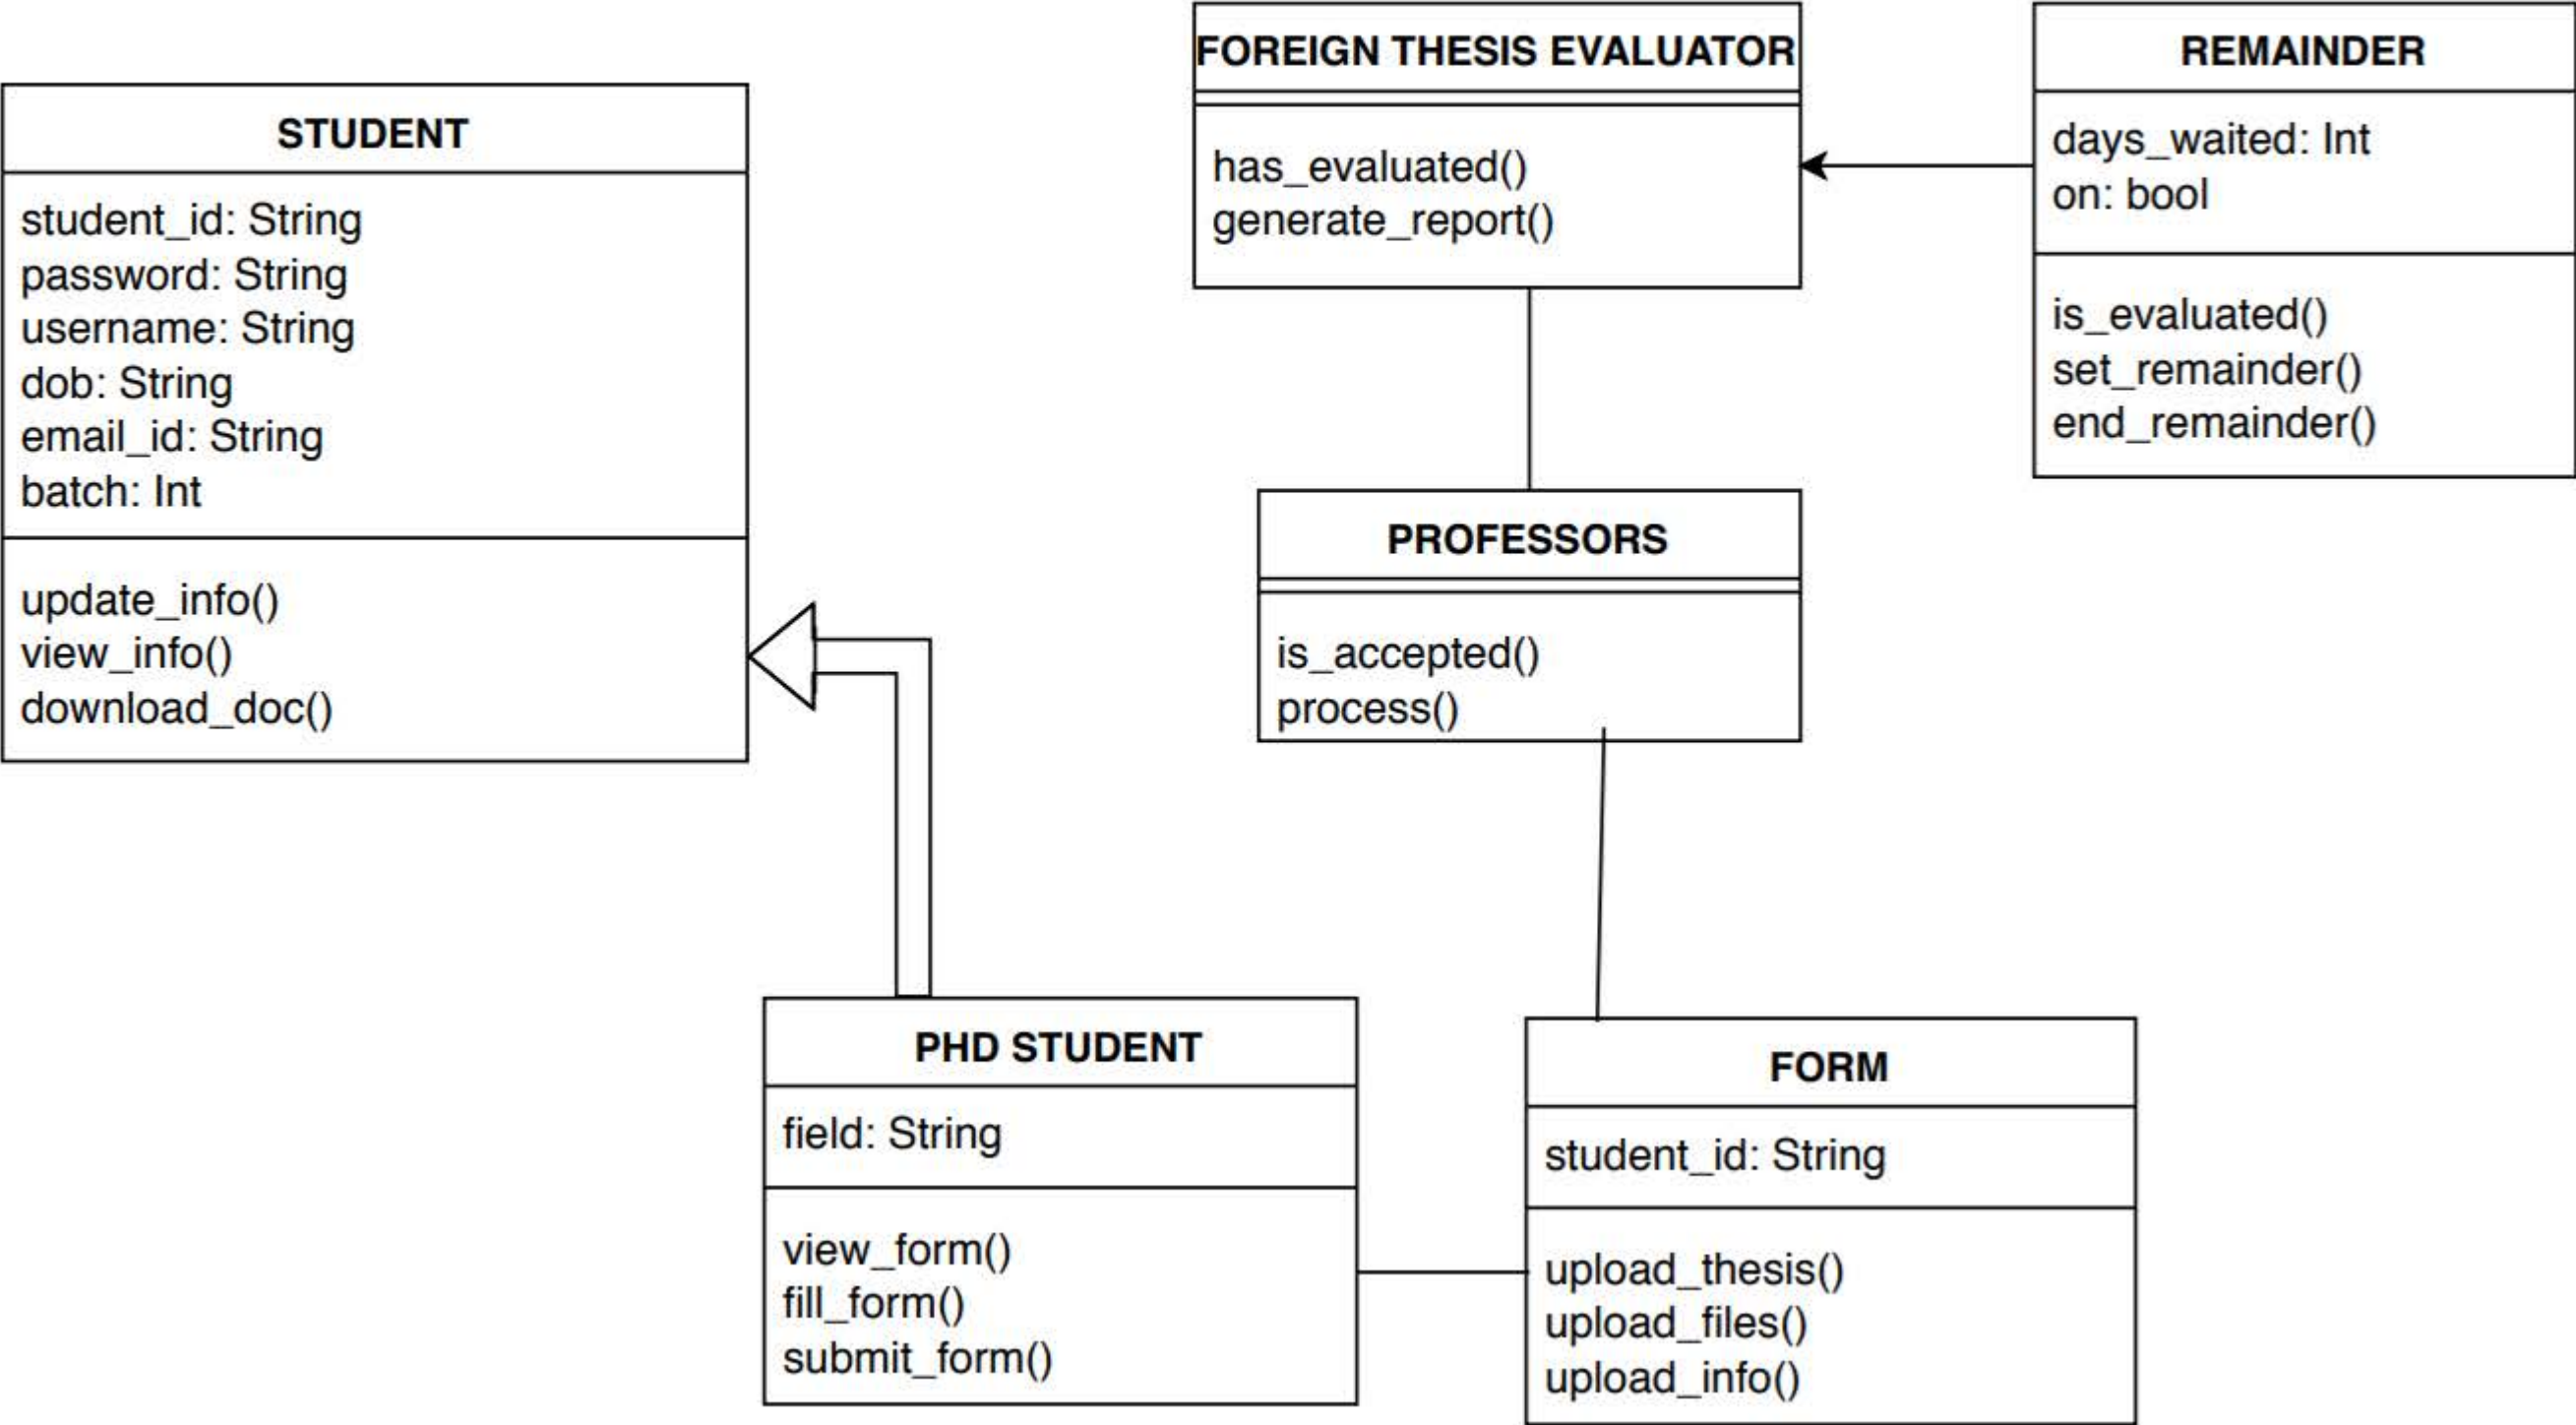 STUDENT
student_id: String
password: String
username: String
dob: String
email_id: String
batch: Int
update_info()
view_info()
download_doc()
FOREIGN THESIS EVALUATOR
has_evaluated()
generate_report()
REMAINDER
days_waited: Int
on: bool
is_evaluated()
set_remainder()
end_remainder()
PROFESSORS
is_accepted()
process()
PHD STUDENT
field: String
view_form()
fill_form()
submit_form()
FORM
student_id: String
upload_thesis()
upload_files()
upload_info()